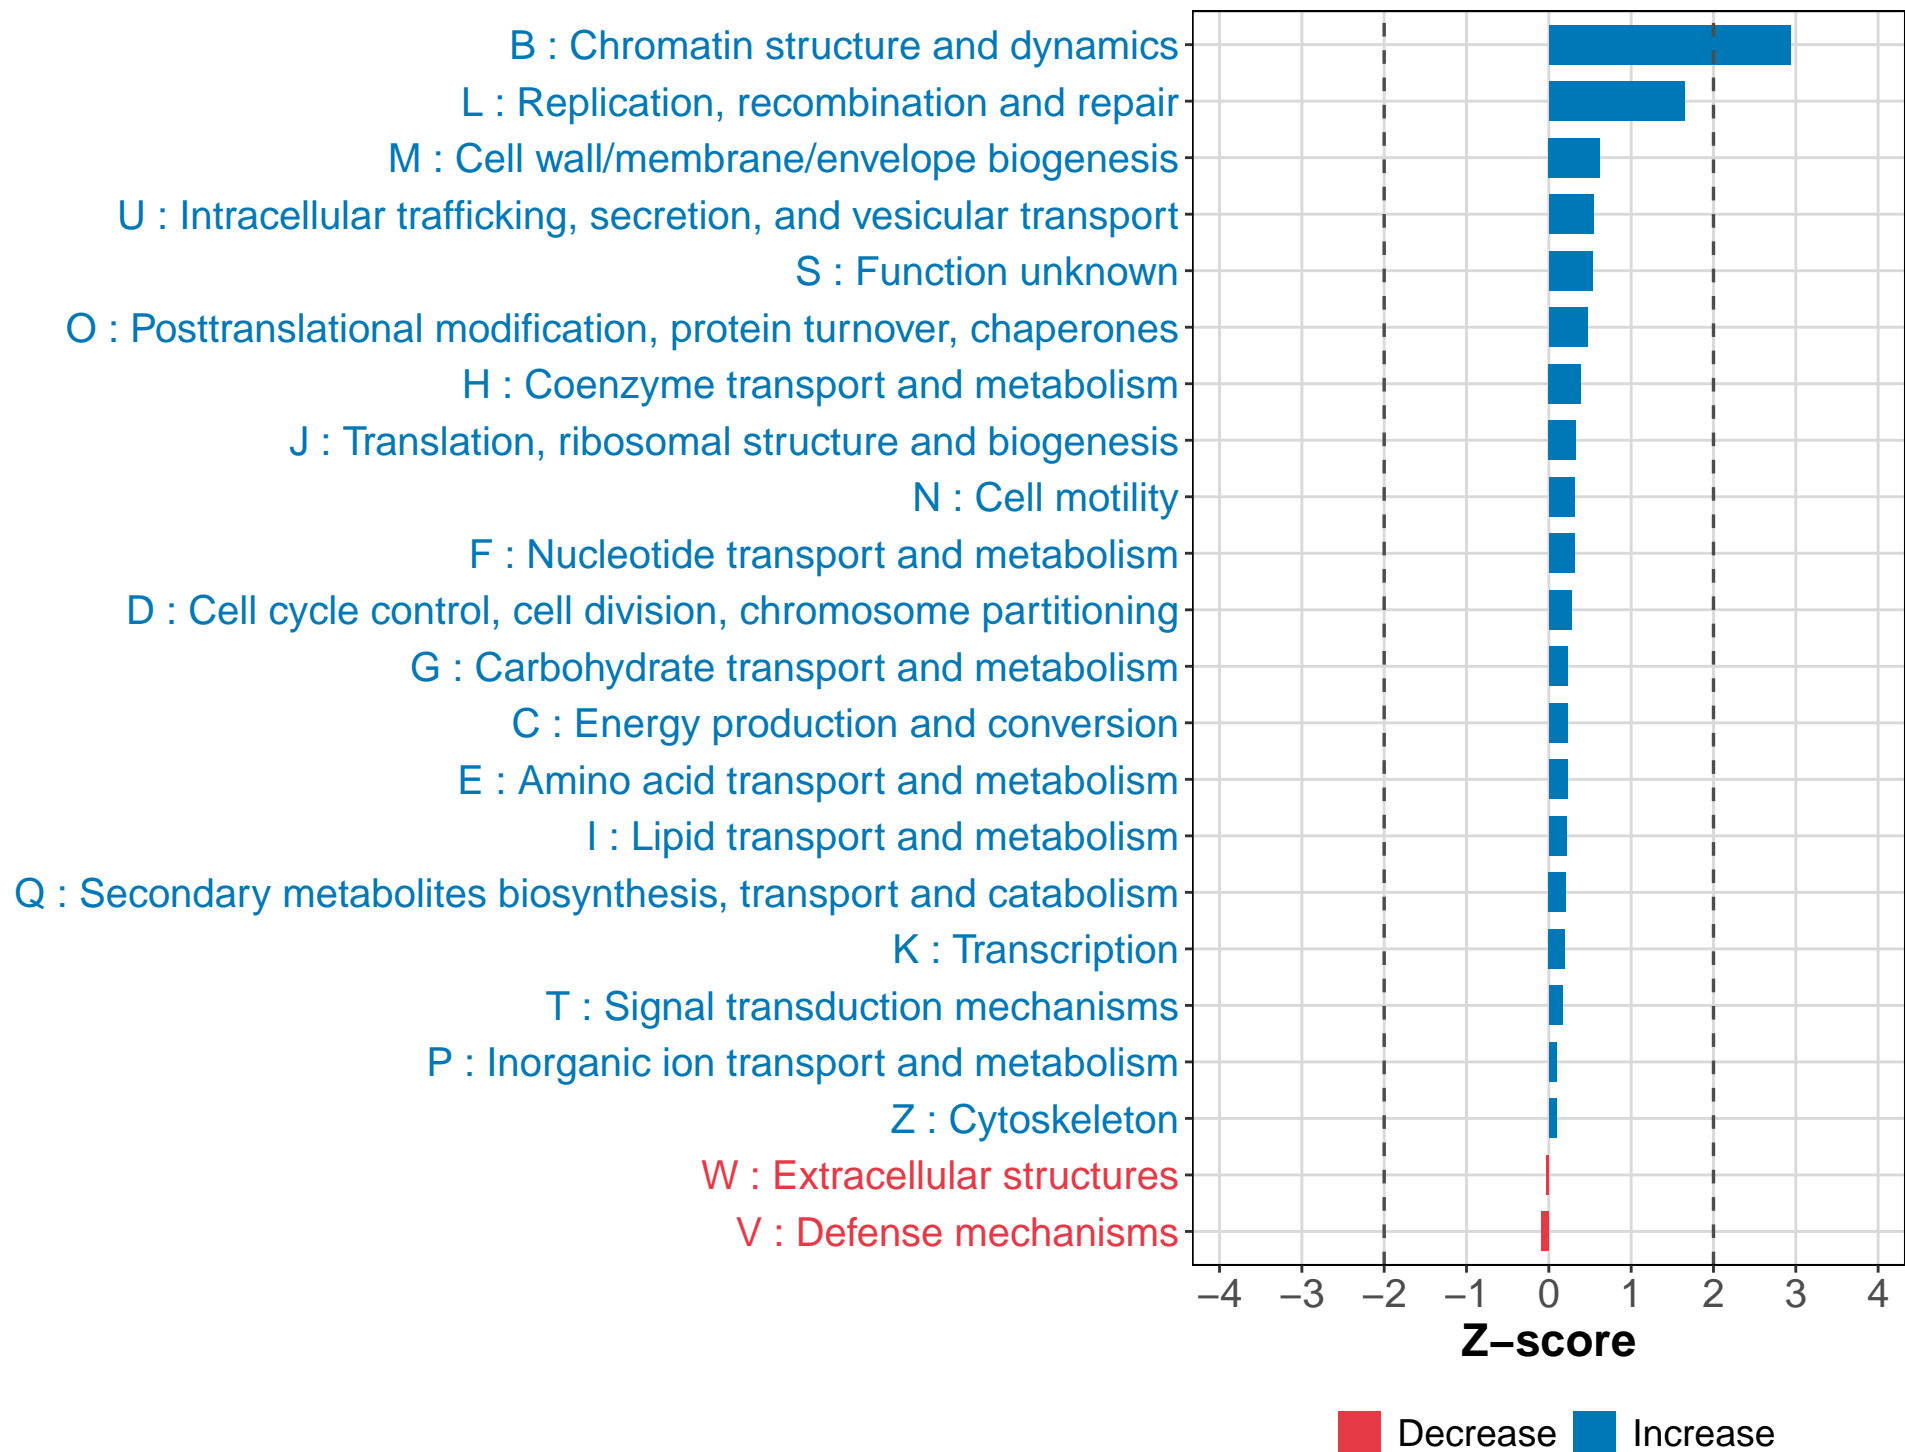 B : Chromatin structure and dynamics
L : Replication, recombination and repair
M : Cell wall/membrane/envelope biogenesis
U : Intracellular trafficking, secretion, and vesicular transport
S : Function unknown
O : Posttranslational modification, protein turnover, chaperones
H : Coenzyme transport and metabolism
J : Translation, ribosomal structure and biogenesis
N : Cell motility
F : Nucleotide transport and metabolism
D : Cell cycle control, cell division, chromosome partitioning
G : Carbohydrate transport and metabolism
C : Energy production and conversion
E : Amino acid transport and metabolism
I : Lipid transport and metabolism
Q : Secondary metabolites biosynthesis, transport and catabolism
K : Transcription
T : Signal transduction mechanisms
P : Inorganic ion transport and metabolism
Z : Cytoskeleton
W : Extracellular structures
V : Defense mechanisms
−4 −3 −2 −1 0 1 2 3 4
Z−score
Decrease Increase